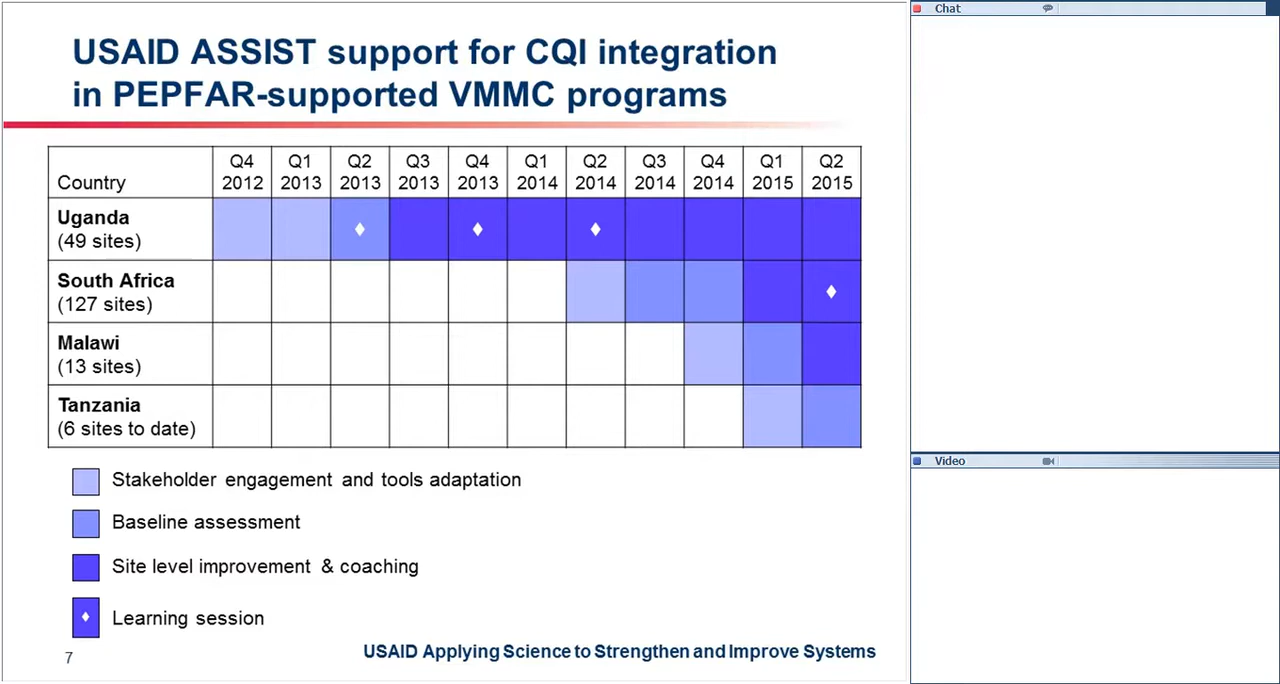 USAID ASSIST support for CQI integration
in PEPFAR-supported VMMC programs
Country
Q4 2012
Q1 2013
Q2 2013
Q3 2013
Q4 2013
Q1 2014
Q2 2014
Q3 2014
Q4 2014
Q1 2015
Q2 2015
Uganda
(49 sites)
South Africa
(127 sites)
Malawi
(13 sites)
Tanzania
(6 sites to date)
Stakeholder engagement and tools adaptation
Baseline assessment
Site level improvement & coaching
Learning session
7
USAID Applying Science to Strengthen and Improve Systems
Chat
Video